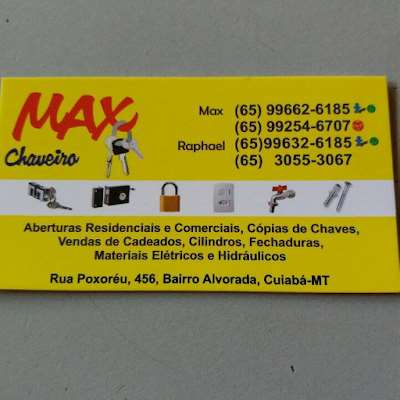 MAX
Chaveiro
Max (65) 99662-6185
(65) 99254-6707
Raphael (65)99632-6185
(65) 3055-3067
Aberturas Residenciais e Comerciais, Cópias de Chaves,
Vendas de Cadeados, Cilindros, Fechaduras,
Materiais Elétricos e Hidráulicos
Rua Poxoréu, 456, Bairro Alvorada, Cuiabá-MT